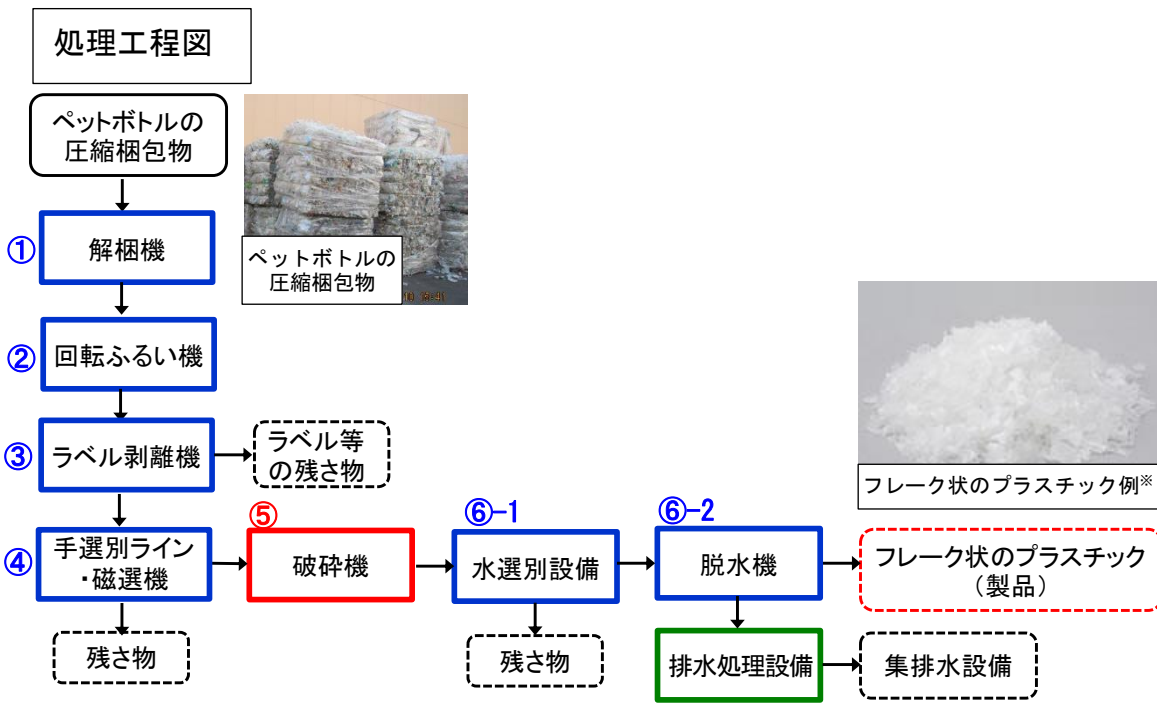 処理工程図
ペットボトルの
圧縮梱包物
① 解梱機
ペットボトルの
圧縮梱包物
② 回転ふるい機
③ ラベル剥離機
ラベル等
の残さ物
フレーク状のプラスチック例※
④ 手選別ライン
・磁選機
⑤
破砕機
⑥-1
水選別設備
⑥-2
脱水機
フレーク状のプラスチック
（製品）
残さ物
残さ物
排水処理設備
集排水設備